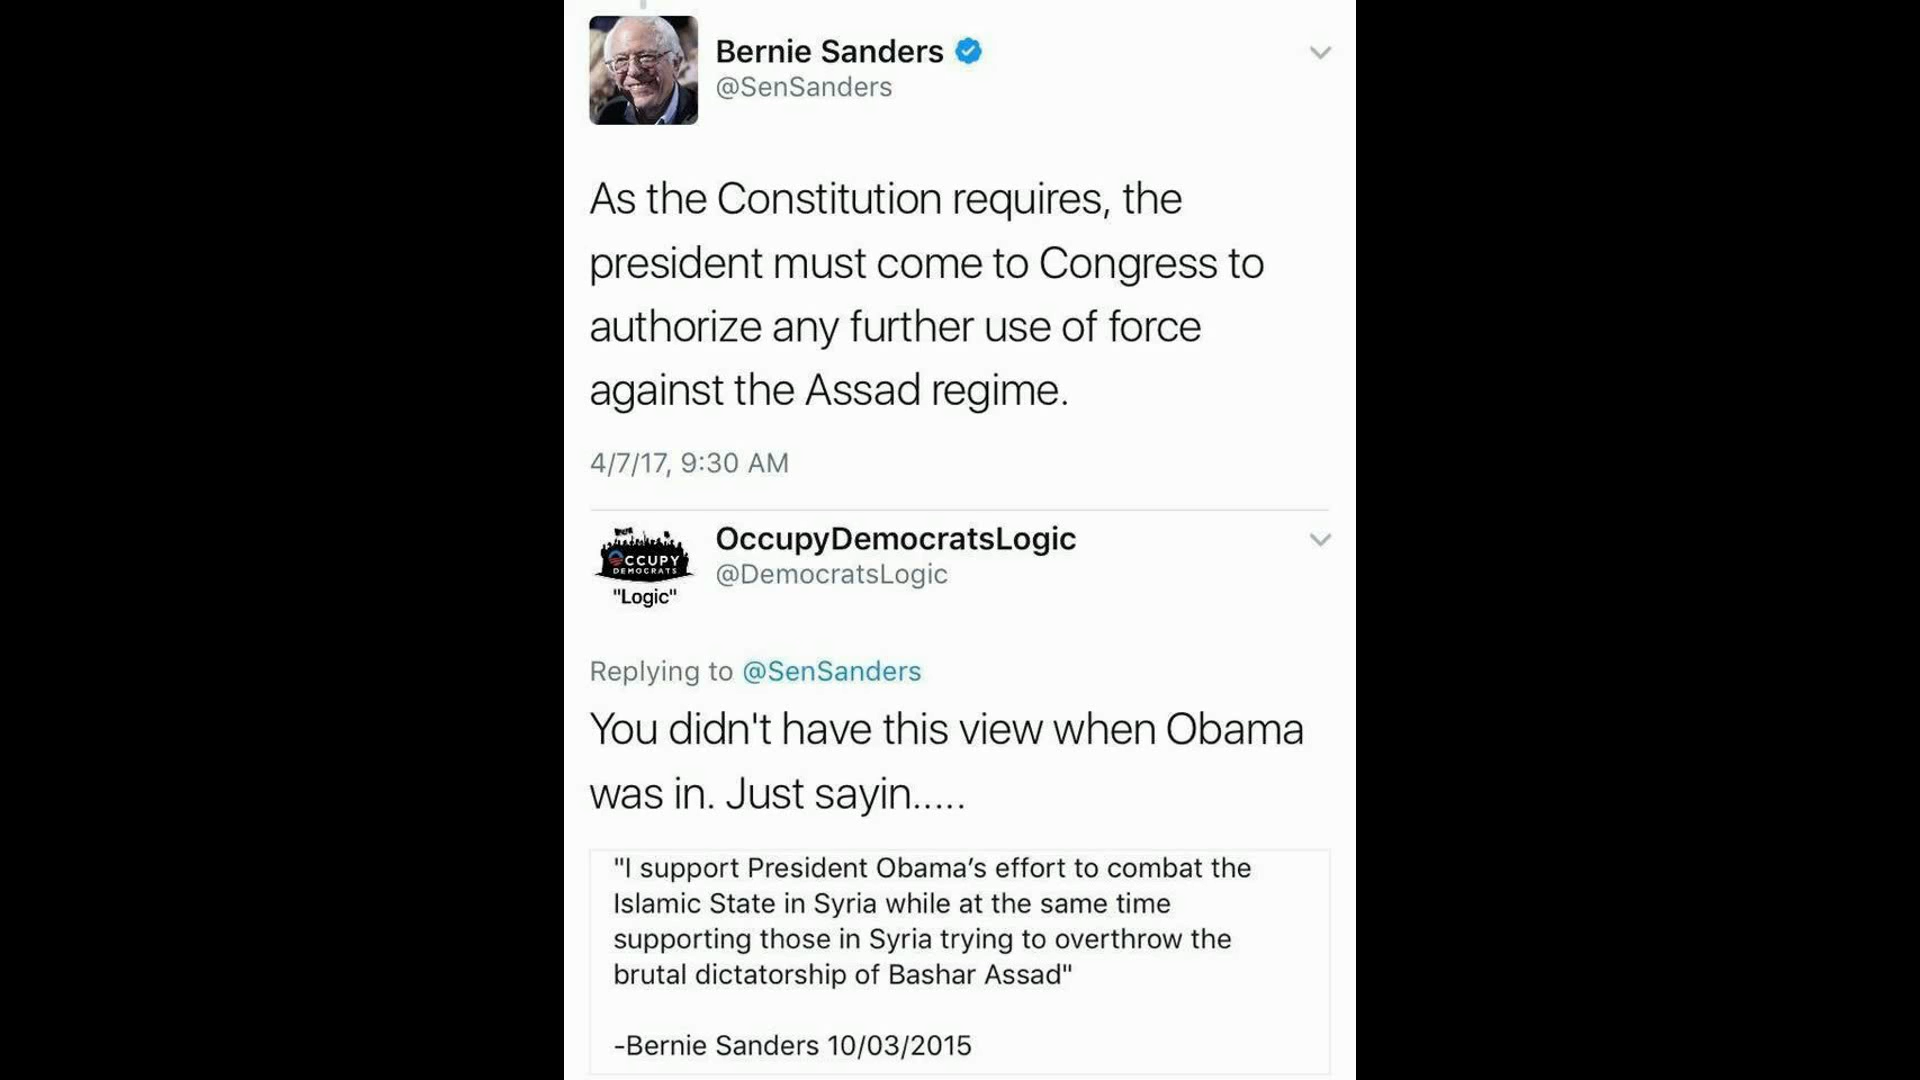 Bernie Sanders
@SenSanders
As the Constitution requires, the
president must come to Congress to
authorize any further use of force
against the Assad regime.
4/7/17, 9:30 AM
OCCUPY
DEMOCRATS
"Logic"
OccupyDemocratsLogic
@DemocratsLogic
Replying to @SenSanders
You didn't have this view when Obama
was in. Just sayin.....
"I support President Obama’s effort to combat the
Islamic State in Syria while at the same time
supporting those in Syria trying to overthrow the
brutal dictatorship of Bashar Assad"
-Bernie Sanders 10/03/2015